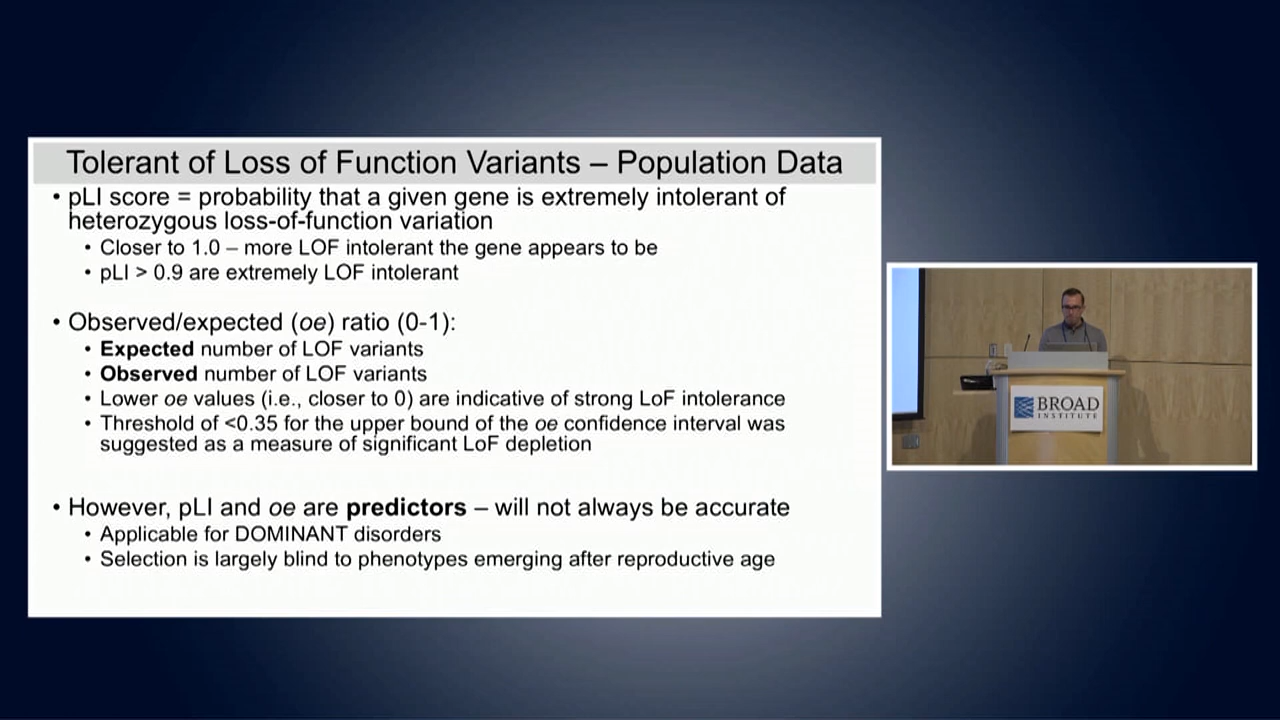 Tolerant of Loss of Function Variants – Population Data
• pLI score = probability that a given gene is extremely intolerant of
heterozygous loss-of-function variation
• Closer to 1.0 – more LOF intolerant the gene appears to be
• pLI > 0.9 are extremely LOF intolerant
• Observed/expected (oe) ratio (0-1):
• Expected number of LOF variants
• Observed number of LOF variants
• Lower oe values (i.e., closer to 0) are indicative of strong LoF intolerance
• Threshold of <0.35 for the upper bound of the oe confidence interval was
suggested as a measure of significant LoF depletion
• However, pLI and oe are predictors – will not always be accurate
• Applicable for DOMINANT disorders
• Selection is largely blind to phenotypes emerging after reproductive age
BROAD
INSTITUTE